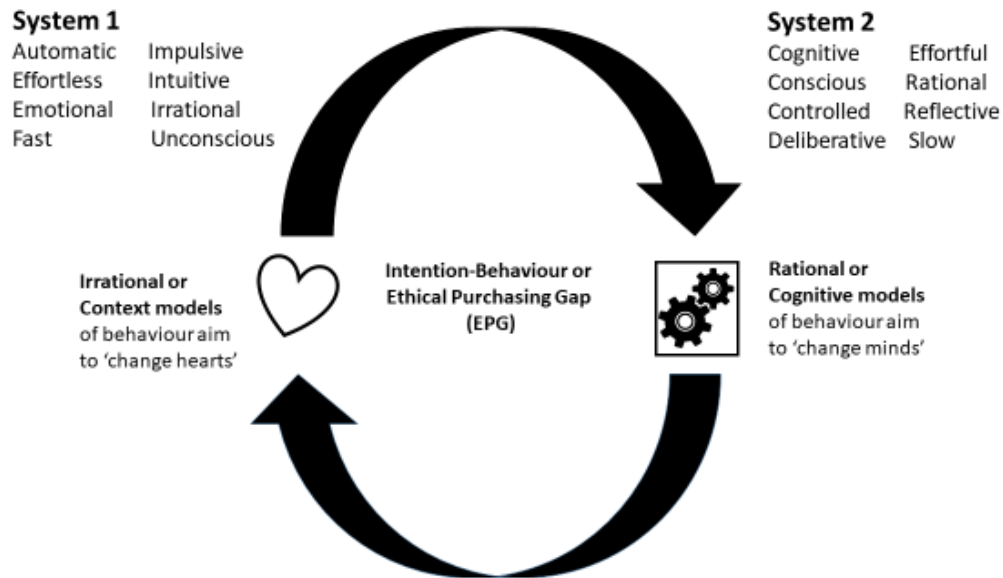 System 1
Automatic Impulsive
Effortless Intuitive
Emotional Irrational
Fast Unconscious
System 2
Cognitive Effortful
Conscious Rational
Controlled Reflective
Deliberative Slow
Irrational or
Context models
of behaviour aim
to ‘change hearts’
Intention-Behaviour or
Ethical Purchasing Gap
(EPG)
Rational or
Cognitive models
of behaviour aim
to ‘change minds’